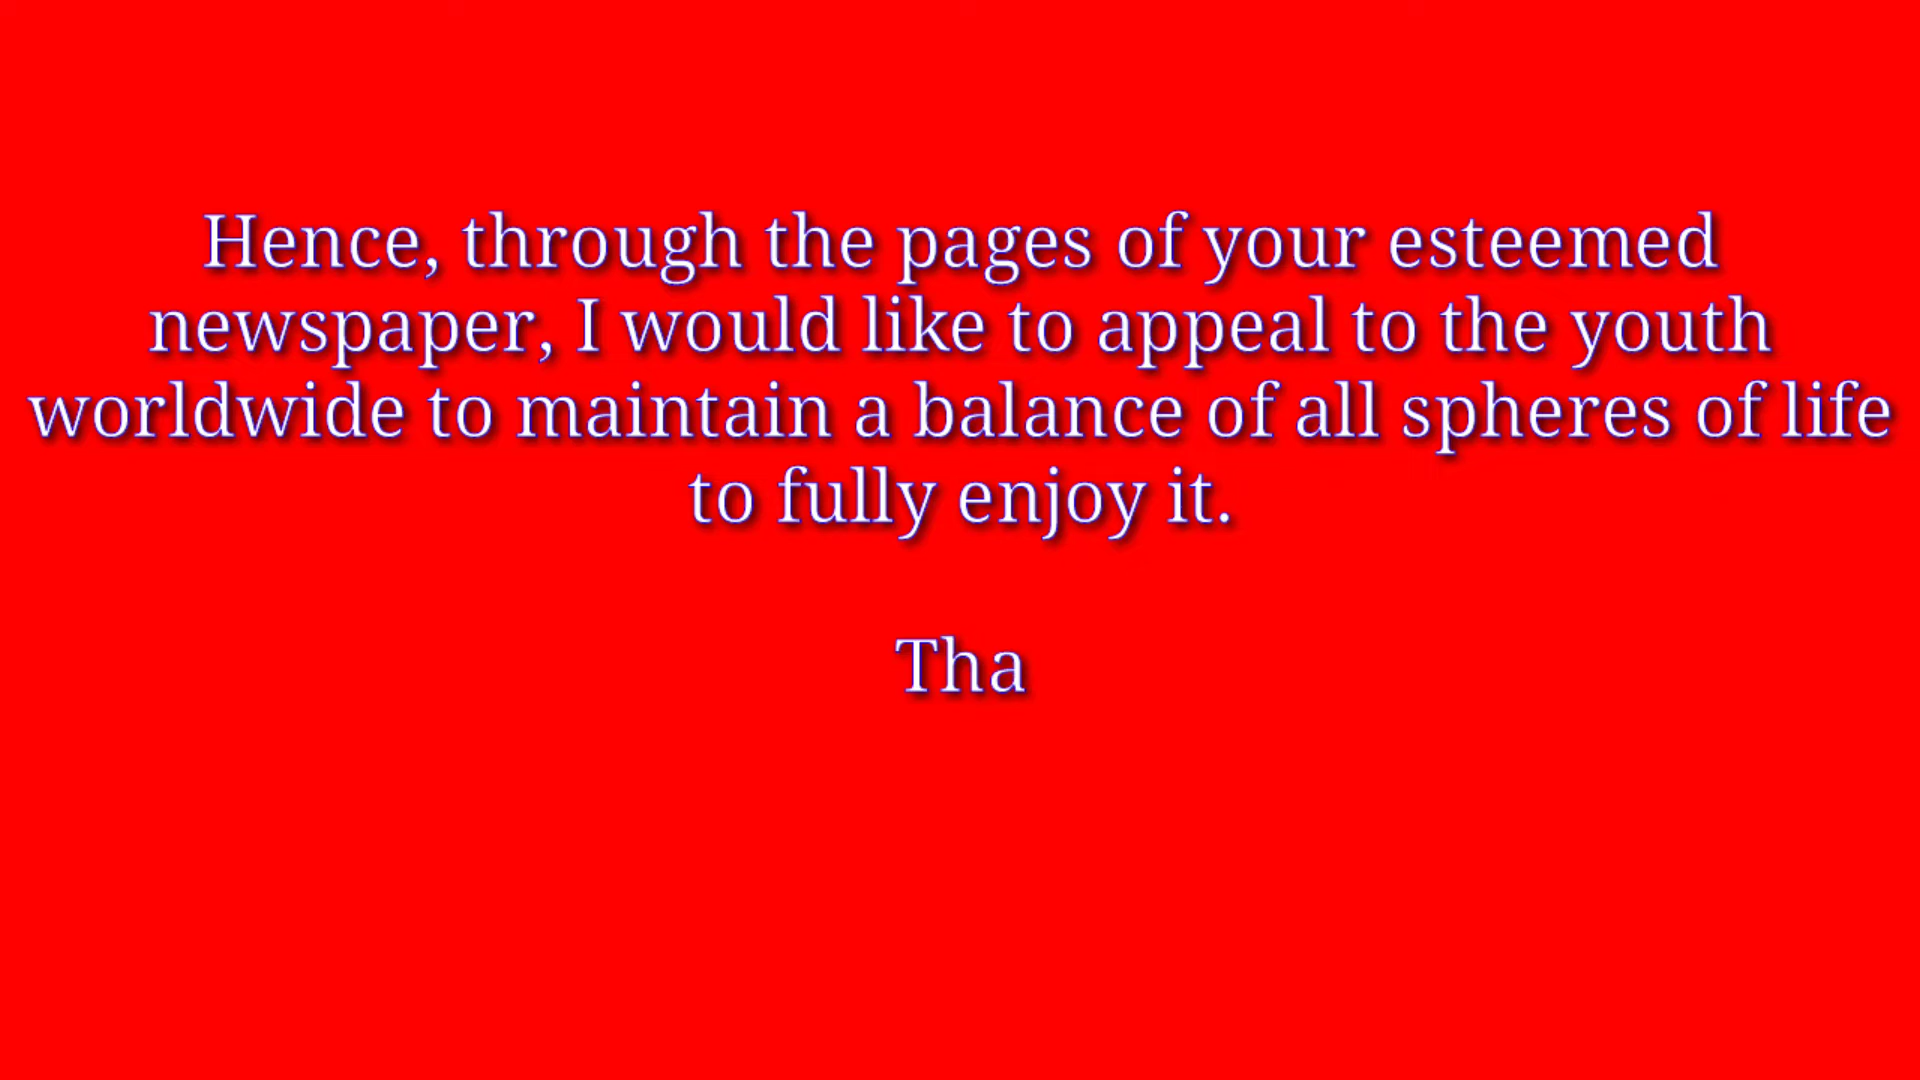 Hence, through the pages of your esteemed
newspaper, I would like to appeal to the youth
worldwide to maintain a balance of all spheres of life
to fully enjoy it.
Tha